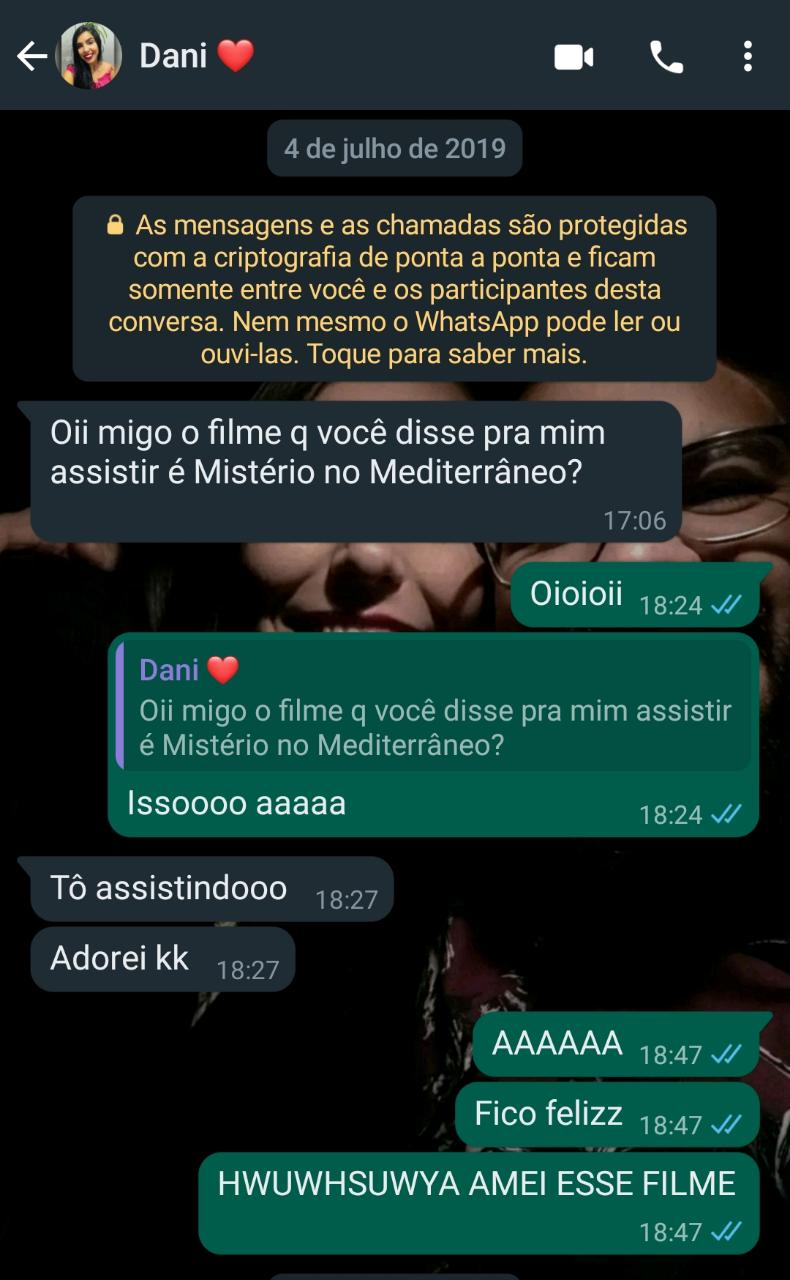 Dani ❤️
4 de julho de 2019
🔒 As mensagens e as chamadas são protegidas
com a criptografia de ponta a ponta e ficam
somente entre você e os participantes desta
conversa. Nem mesmo o WhatsApp pode ler ou
ouvi-las. Toque para saber mais.
Oii migo o filme q você disse pra mim
assistir é Mistério no Mediterrâneo?
17:06
Oioioii 18:24
Dani ❤️
Oii migo o filme q você disse pra mim assistir
é Mistério no Mediterrâneo?
Issoooo aaaaa 18:24
Tô assistindooo 18:27
Adorei kk 18:27
AAAAAA 18:47
Fico felizz 18:47
HWUWHSUWYA AMEI ESSE FILME
18:47